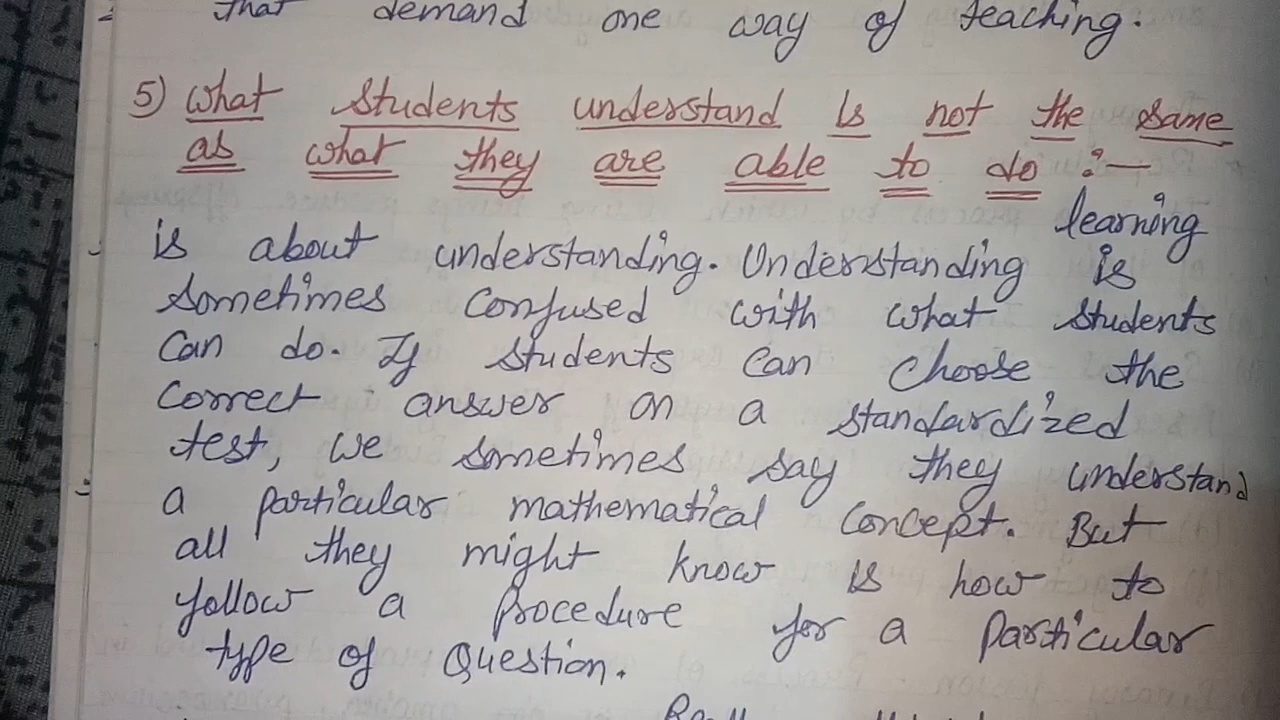 that demand one way of teaching.
5) What students understand is not the same
as what they are able to do :-
learning
is about understanding. Understanding is
sometimes confused with what students
can do. If students can choose the
correct answer on a standardized
test, we sometimes say they understand
a particular mathematical concept. But
all they might know is how to
follow a procedure for a particular
type of question.